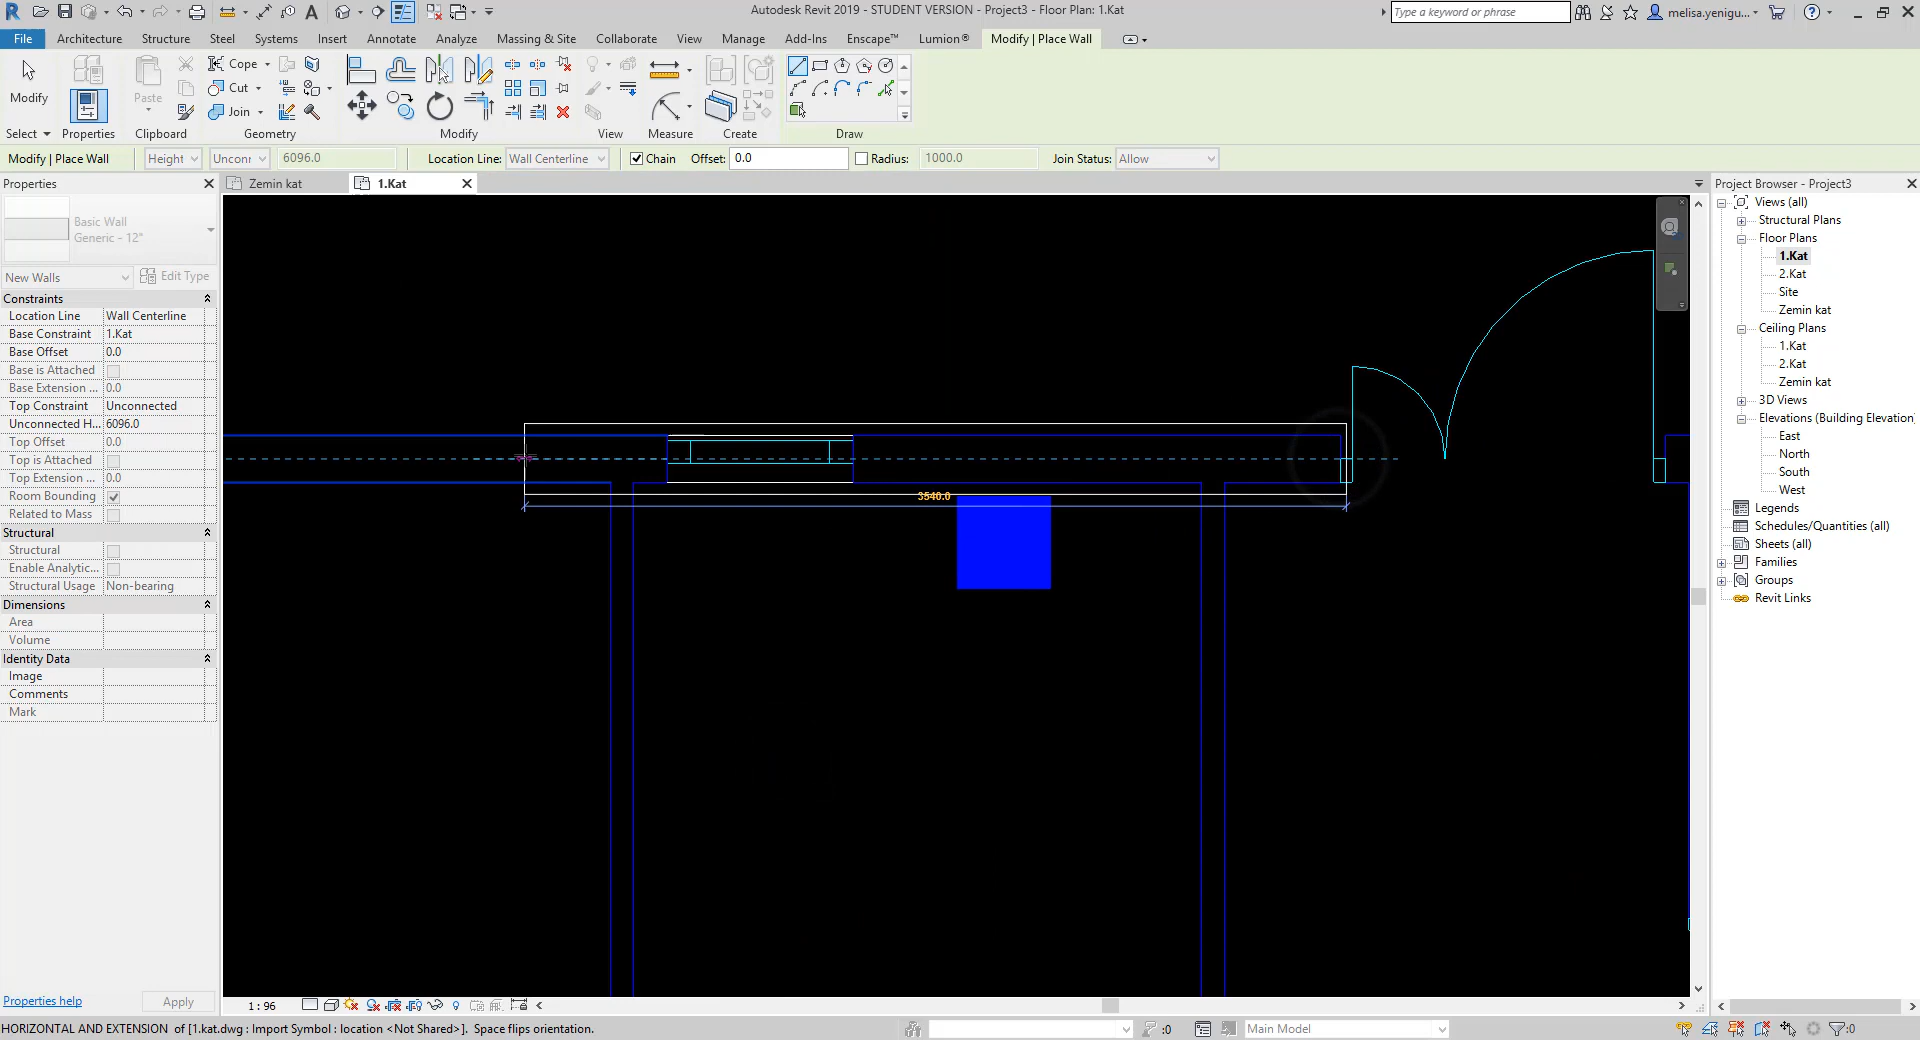 Autodesk Revit 2019 - STUDENT VERSION - Project3 - Floor Plan: 1.Kat
Type a keyword or phrase
melisa.yenigu...
File Architecture Structure Steel Systems Insert Annotate Analyze Massing & Site Collaborate View Manage Add-Ins Enscape™ Lumion® Modify | Place Wall
Modify
Cope
Cut
Join
Paste
Select Properties Clipboard Geometry Modify View Measure Create Draw
Modify | Place Wall Height Unconr 6096.0 Location Line: Wall Centerline Chain Offset: 0.0 Radius: 1000.0 Join Status: Allow
Properties
Zemin kat
1.Kat
Basic Wall
Generic - 12"
New Walls
Edit Type
Constraints
Location Line Wall Centerline
Base Constraint 1.Kat
Base Offset 0.0
Base is Attached
Base Extension ... 0.0
Top Constraint Unconnected
Unconnected H... 6096.0
Top Offset 0.0
Top is Attached
Top Extension ... 0.0
Room Bounding
Related to Mass
Structural
Structural
Enable Analytic...
Structural Usage Non-bearing
Dimensions
Area
Volume
Identity Data
Image
Comments
Mark
Properties help
Apply
3540.0
Project Browser - Project3
Views (all)
Structural Plans
Floor Plans
1.Kat
2.Kat
Site
Zemin kat
Ceiling Plans
1.Kat
2.Kat
Zemin kat
3D Views
Elevations (Building Elevation)
East
North
South
West
Legends
Schedules/Quantities (all)
Sheets (all)
Families
Groups
Revit Links
1 : 96
HORIZONTAL AND EXTENSION of [1.kat.dwg : Import Symbol : location <Not Shared>]. Space flips orientation.
:0
Main Model
:0